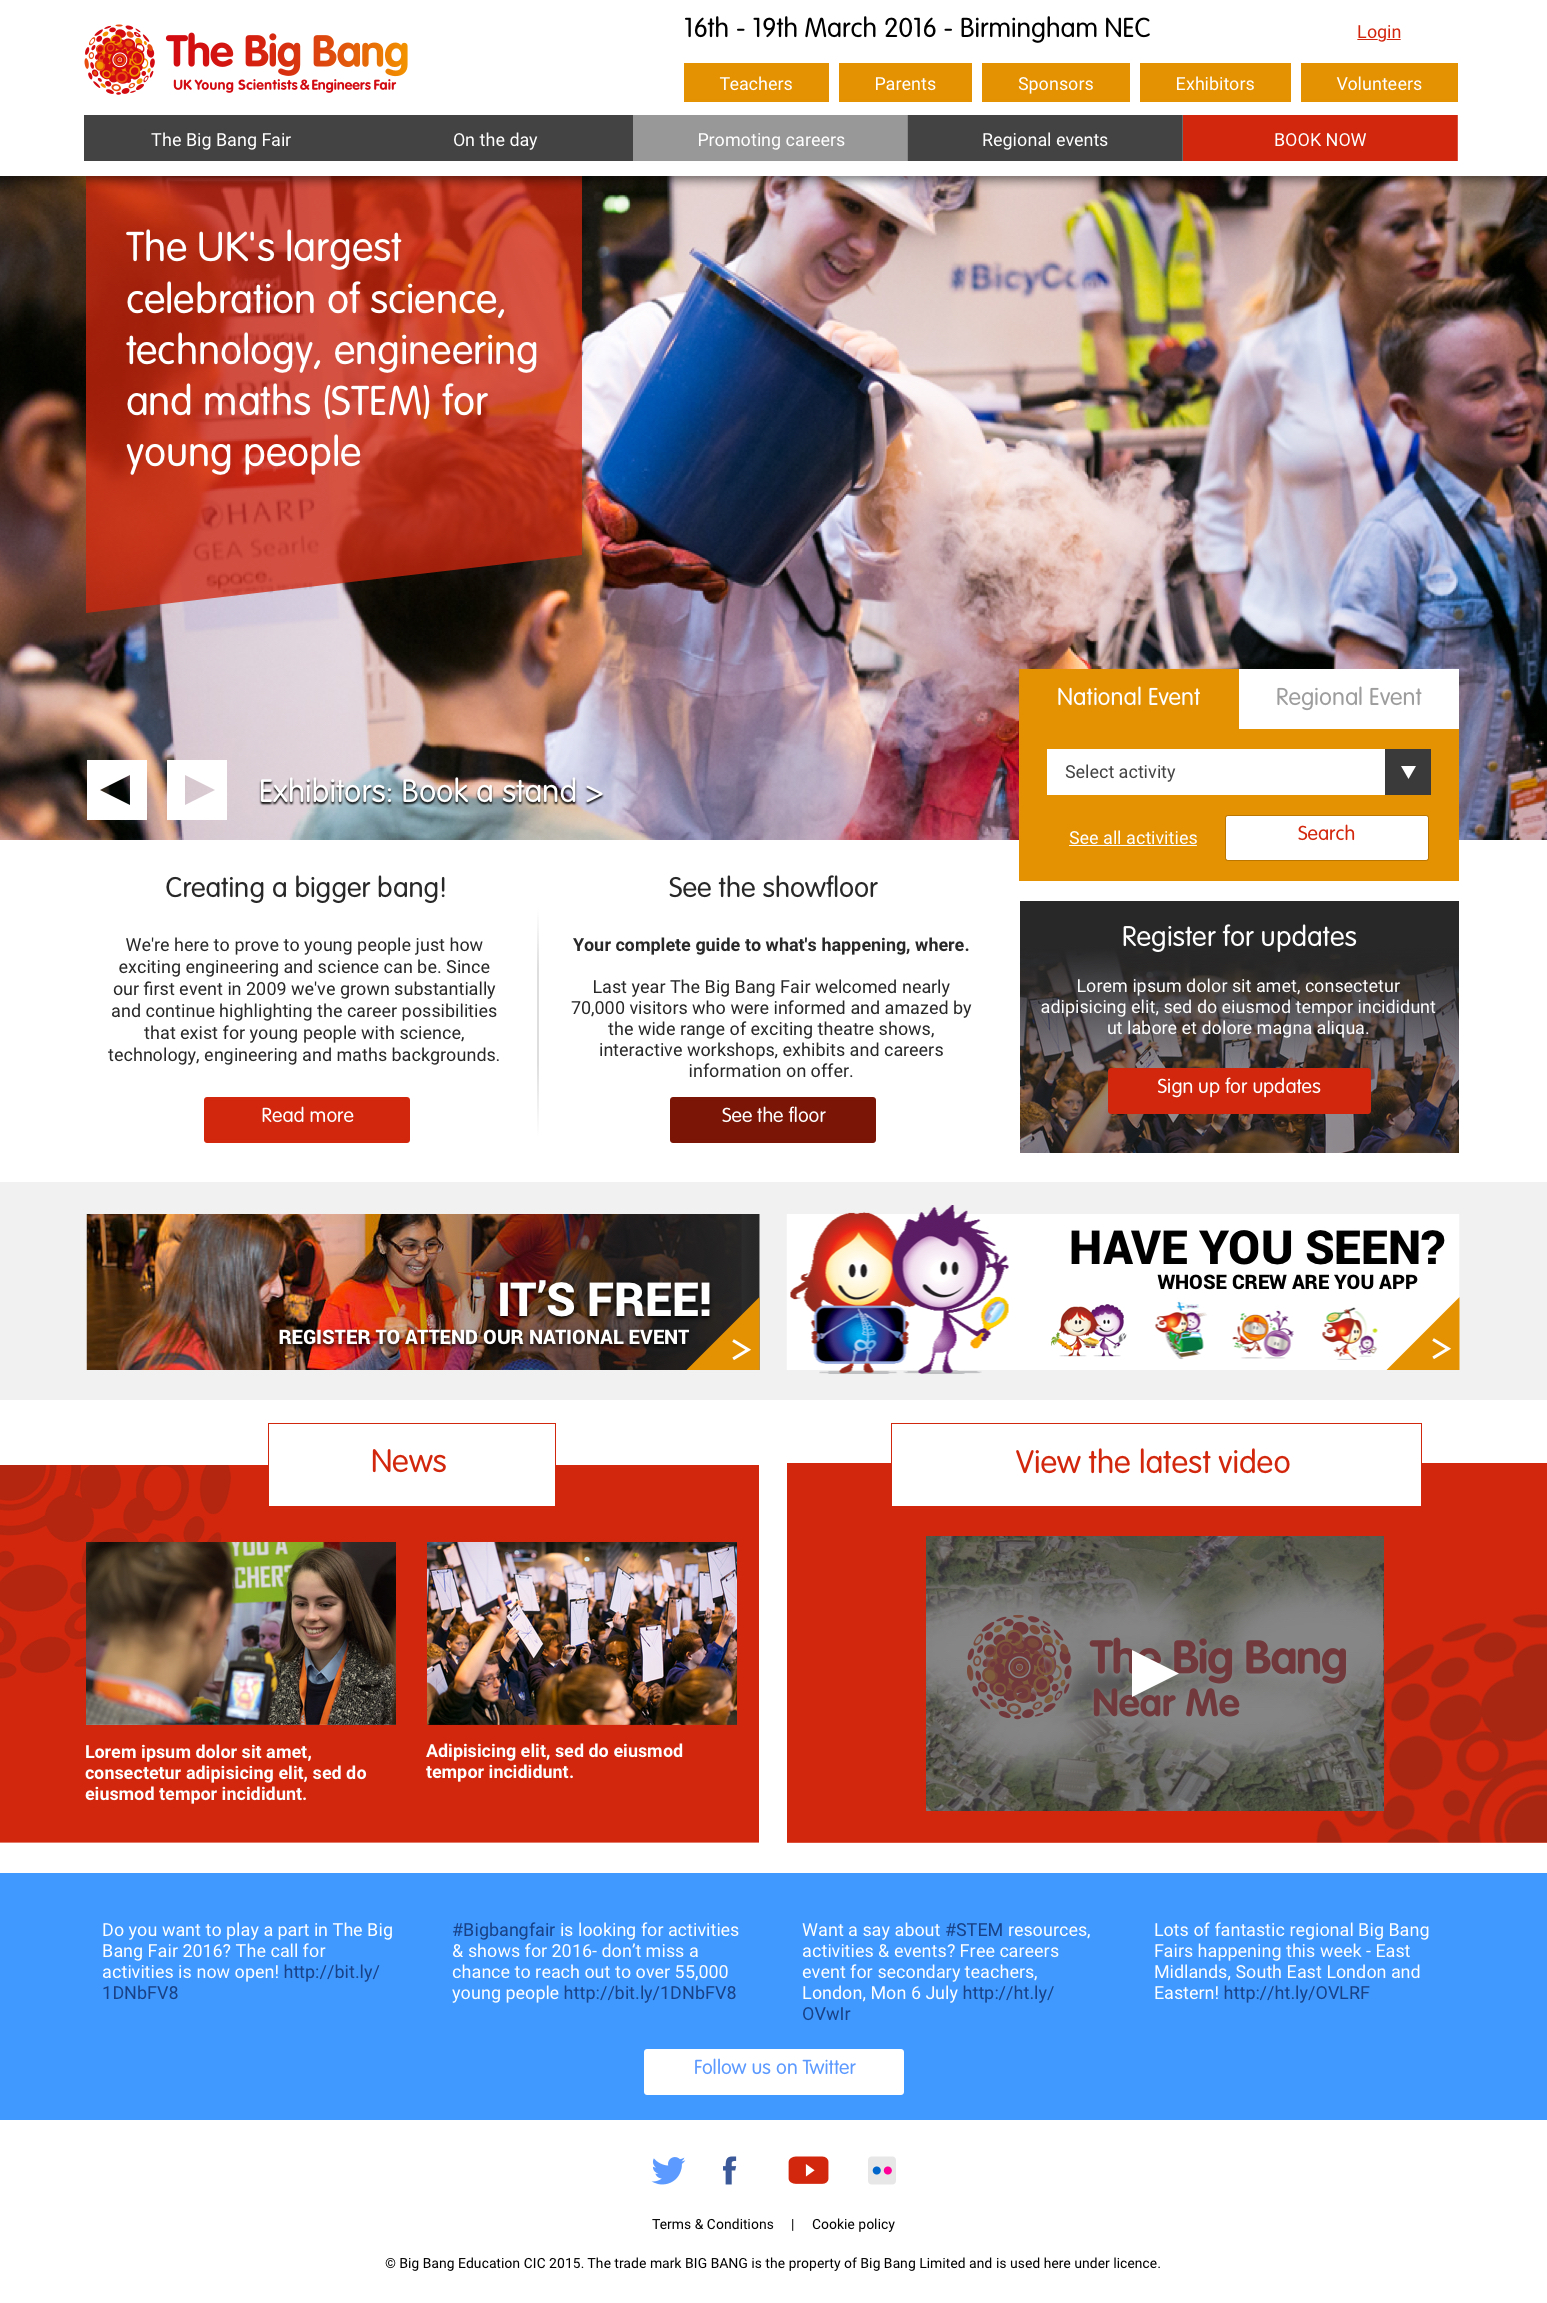 The Big Bang
UK Young Scientists & Engineers Fair
16th - 19th March 2016 - Birmingham NEC
Login
Teachers
Parents
Sponsors
Exhibitors
Volunteers
The Big Bang Fair
On the day
Promoting careers
Regional events
BOOK NOW
The UK's largest
celebration of science,
technology, engineering
and maths (STEM) for
young people
HARP
GEA Searle
space.
Exhibitors: Book a stand >
National Event
Regional Event
Select activity
See all activities
Search
Creating a bigger bang!
We're here to prove to young people just how
exciting engineering and science can be. Since
our first event in 2009 we've grown substantially
and continue highlighting the career possibilities
that exist for young people with science,
technology, engineering and maths backgrounds.
Read more
See the showfloor
Your complete guide to what's happening, where.
Last year The Big Bang Fair welcomed nearly
70,000 visitors who were informed and amazed by
the wide range of exciting theatre shows,
interactive workshops, exhibits and careers
information on offer.
See the floor
Register for updates
Lorem ipsum dolor sit amet, consectetur
adipisicing elit, sed do eiusmod tempor incididunt
ut labore et dolore magna aliqua.
Sign up for updates
IT’S FREE!
REGISTER TO ATTEND OUR NATIONAL EVENT
>
HAVE YOU SEEN?
WHOSE CREW ARE YOU APP
>
News
YOU A
CHER?
Lorem ipsum dolor sit amet,
consectetur adipisicing elit, sed do
eiusmod tempor incididunt.
Adipisicing elit, sed do eiusmod
tempor incididunt.
View the latest video
The Big Bang
Near Me
Do you want to play a part in The Big
Bang Fair 2016? The call for
activities is now open! http://bit.ly/
1DNbFV8
#Bigbangfair is looking for activities
& shows for 2016- don’t miss a
chance to reach out to over 55,000
young people http://bit.ly/1DNbFV8
Want a say about #STEM resources,
activities & events? Free careers
event for secondary teachers,
London, Mon 6 July http://ht.ly/
OVwIr
Lots of fantastic regional Big Bang
Fairs happening this week - East
Midlands, South East London and
Eastern! http://ht.ly/OVLRF
Follow us on Twitter
Terms & Conditions | Cookie policy
© Big Bang Education CIC 2015. The trade mark BIG BANG is the property of Big Bang Limited and is used here under licence.